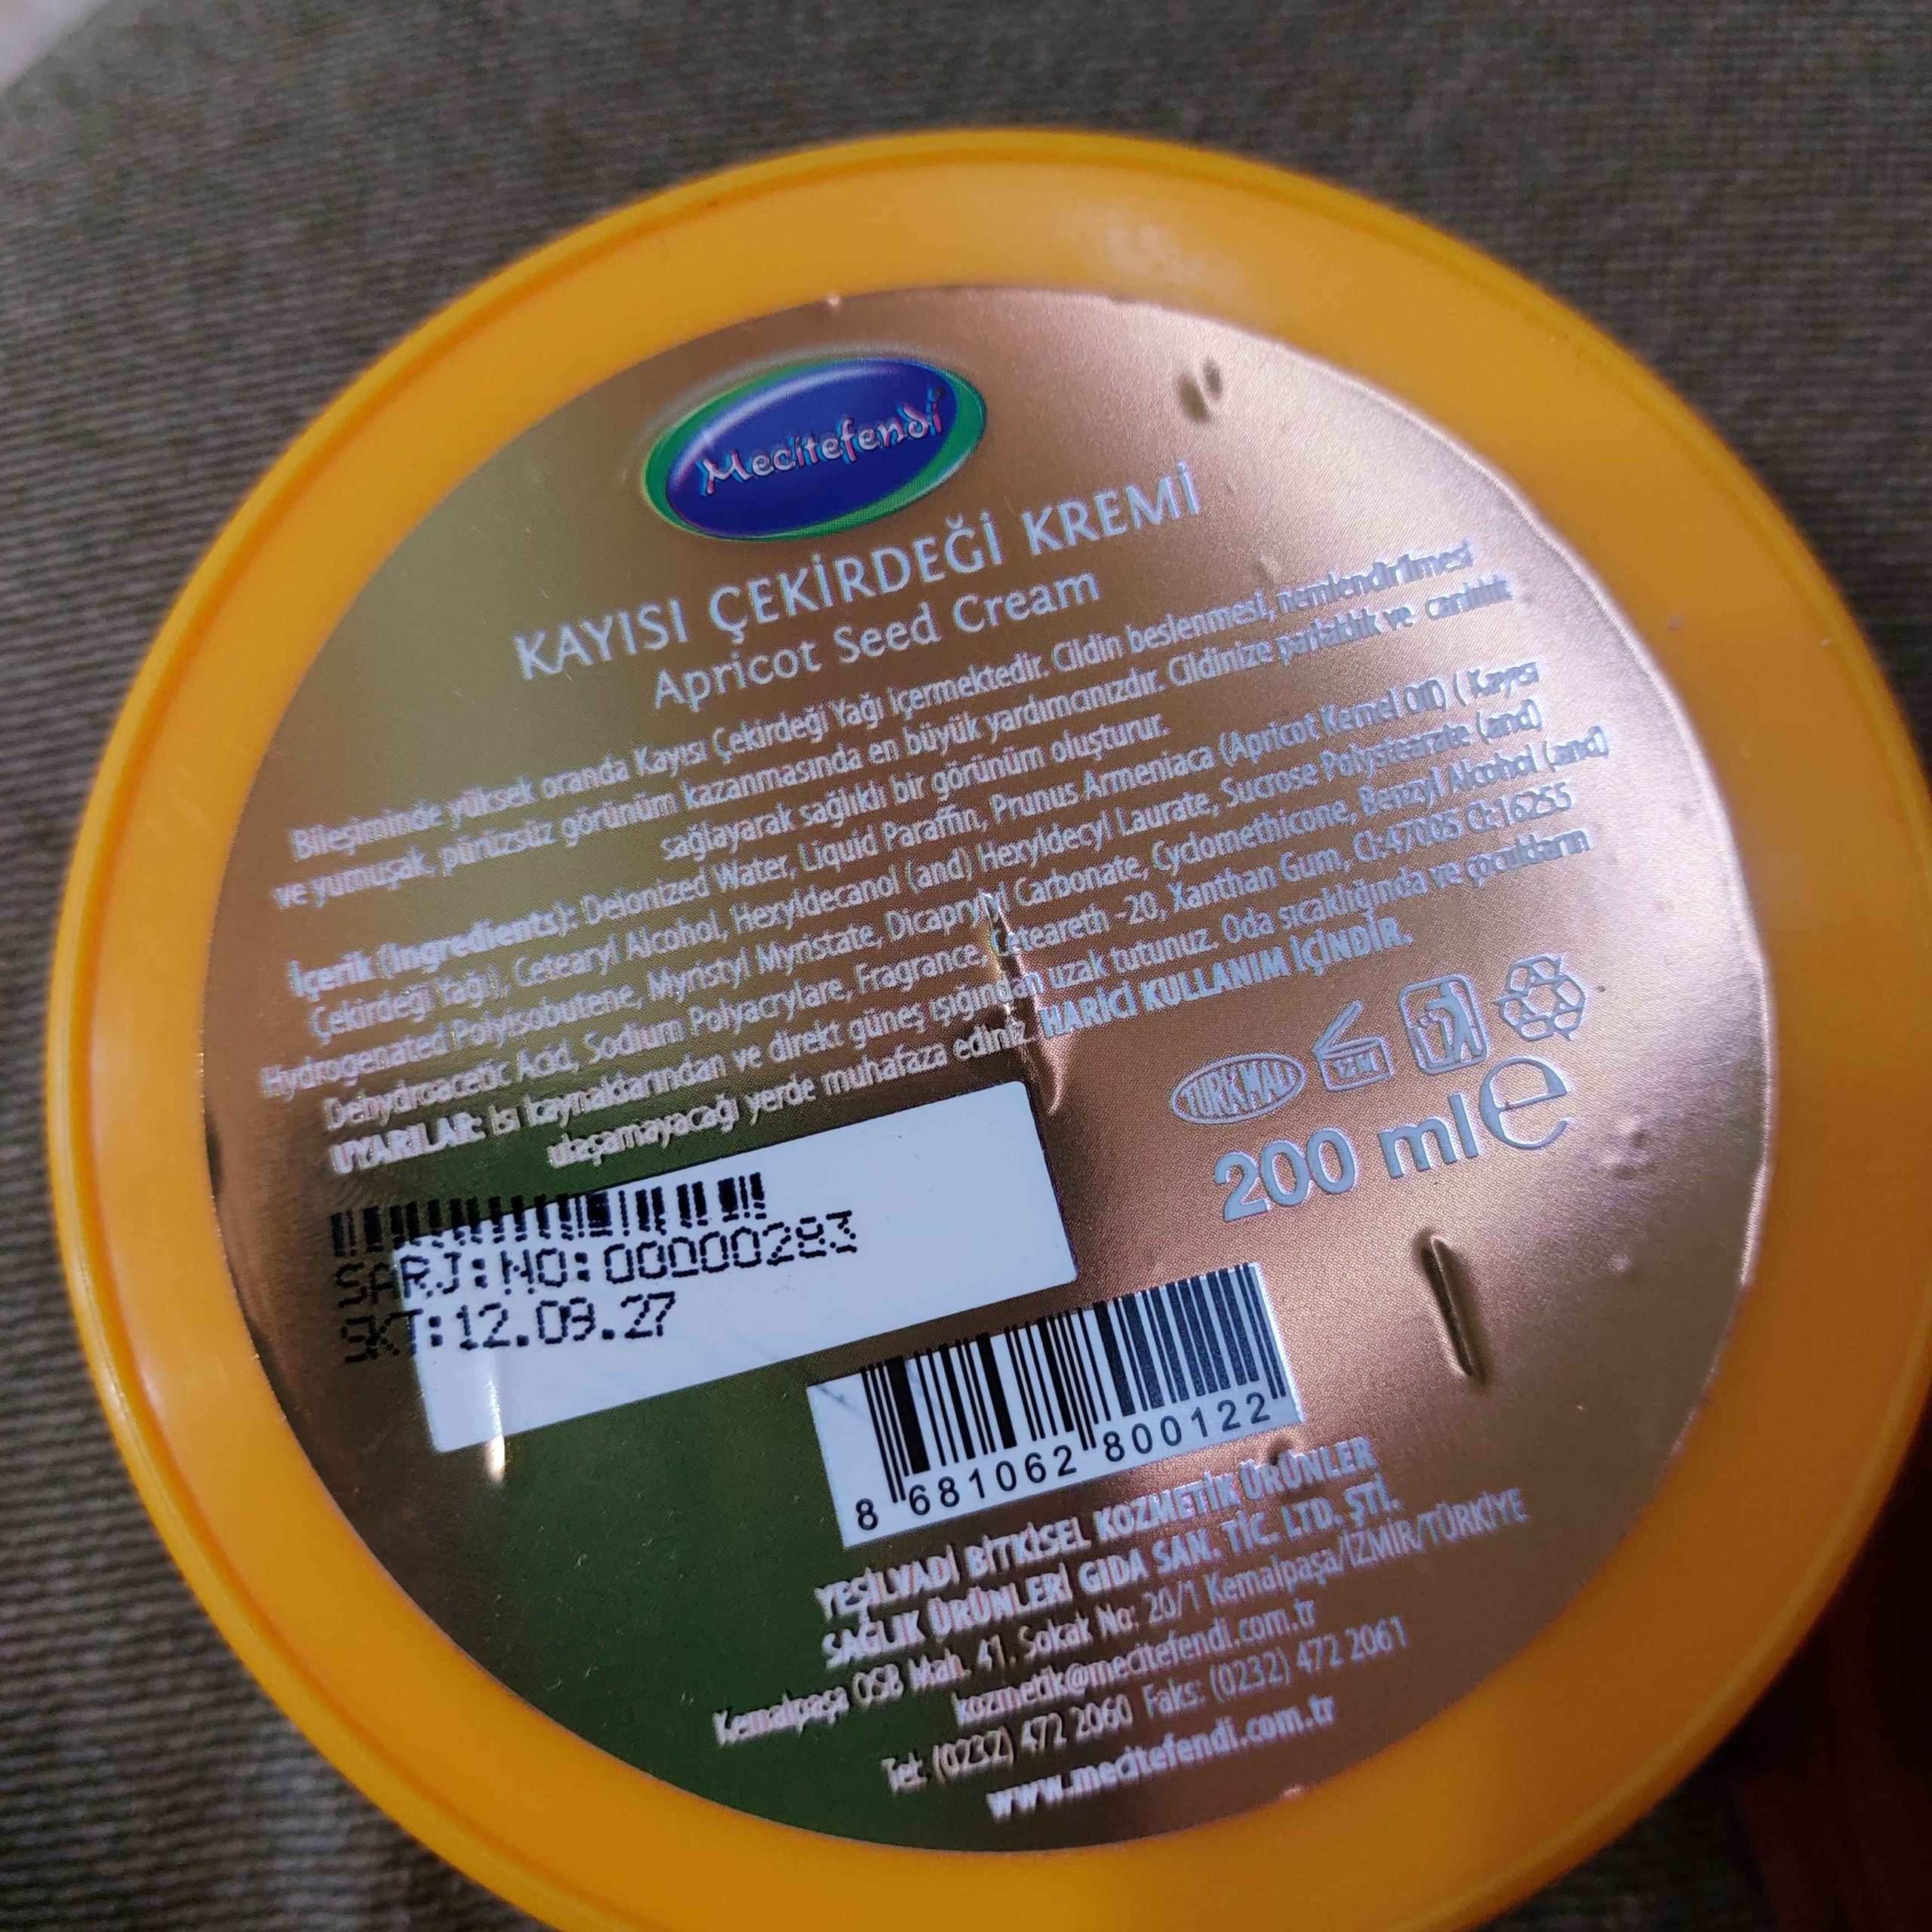 Mecitefendi
KAYISI ÇEKİRDEĞİ KREMİ
Apricot Seed Cream
Bileşiminde yüksek oranda Kayısı Çekirdeği Yağı içermektedir. Cildin beslenmesi, nemlendirilmesi
ve yumuşak, pürüzsüz görünüm kazanmasında en büyük yardımcınızdır. Cildinize parlaklık ve canlılık
sağlayarak sağlıklı bir görünüm oluşturur.
İçerik (Ingredients): Deionized Water, Liquid Paraffin, Prunus Armeniaca (Apricot Kernel Oil) ( Kayısı
Çekirdeği Yağı), Cetearyl Alcohol, Hexyldecanol (and) Hexyldecyl Laurate, Sucrose Polystearate (and)
Hydrogenated Polyisobutene, Myristyl Myristate, Dicaprylyl Carbonate, Cyclomethicone, Benzyl Alcohol (and)
Dehydroacetic Acid, Sodium Polyacrylare, Fragrance, Ceteareth -20, Xanthan Gum, CI:47005 CI:16255
UYARILAR: Isı kaynaklarından ve direkt güneş ışığından uzak tutunuz. Oda sıcaklığında ve çocukların
ulaşamayacağı yerde muhafaza ediniz. HARİCİ KULLANIM İÇİNDİR.
TURKSMALI
12M
200 ml e
SARJ:NO:00000283
SKT:12.09.27
8 681062 800122
YEŞİLVADİ BİTKİSEL KOZMETİK ÜRÜNLER
SAĞLIK ÜRÜNLERİ GIDA SAN. TİC. LTD. ŞTİ.
Kemalpaşa OSB Mah. 41. Sokak No: 20/1 Kemalpaşa/İZMİR/TÜRKİYE
kozmetik@mecitefendi.com.tr
Tel: (0232) 472 2060 Faks: (0232) 472 2061
www.mecitefendi.com.tr